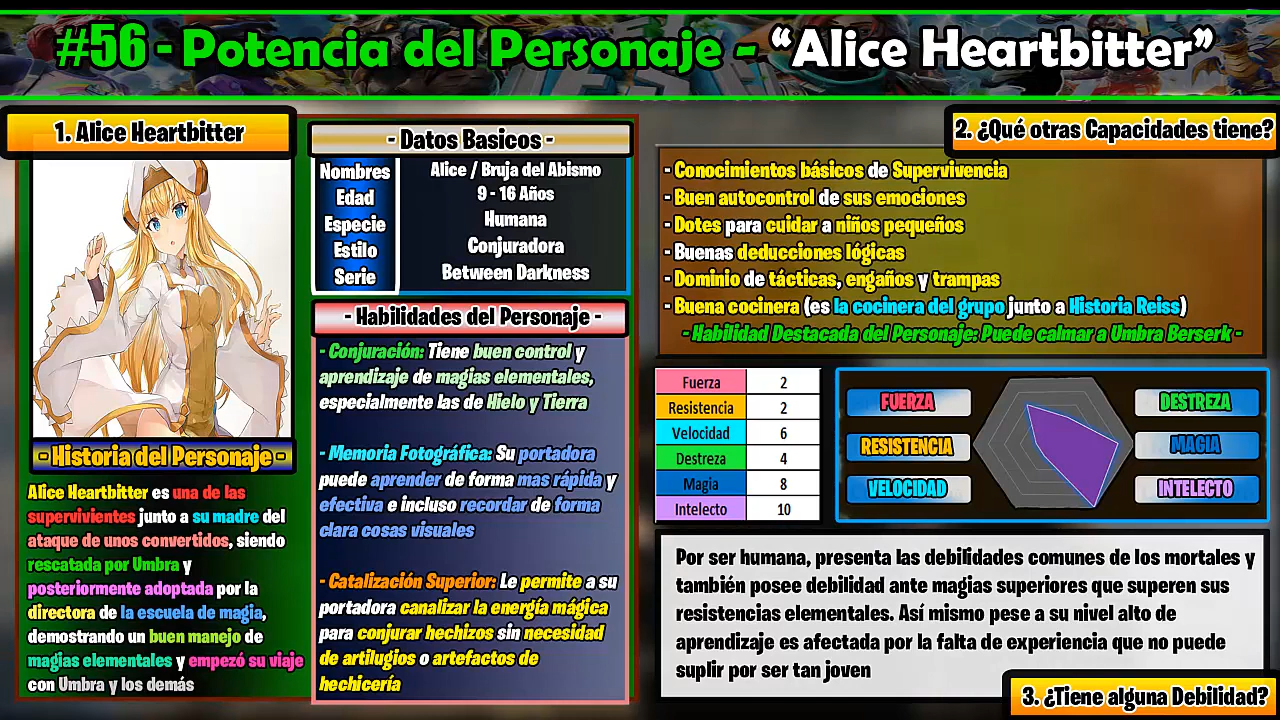 #56 - Potencia del Personaje - “Alice Heartbitter”
1. Alice Heartbitter
- Historia del Personaje -
Alice Heartbitter es una de las
supervivientes junto a su madre del
ataque de unos convertidos, siendo
rescatada por Umbra y
posteriormente adoptada por la
directora de la escuela de magia,
demostrando un buen manejo de
magias elementales y empezó su viaje
con Umbra y los demás
- Datos Basicos -
Nombres Alice / Bruja del Abismo
Edad 9 - 16 Años
Especie Humana
Estilo Conjuradora
Serie Between Darkness
- Habilidades del Personaje -
- Conjuración: Tiene buen control y
aprendizaje de magias elementales,
especialmente las de Hielo y Tierra
- Memoria Fotográfica: Su portadora
puede aprender de forma mas rápida y
efectiva e incluso recordar de forma
clara cosas visuales
- Catalización Superior: Le permite a su
portadora canalizar la energía mágica
para conjurar hechizos sin necesidad
de artilugios o artefactos de
hechicería
2. ¿Qué otras Capacidades tiene?
- Conocimientos básicos de Supervivencia
- Buen autocontrol de sus emociones
- Dotes para cuidar a niños pequeños
- Buenas deducciones lógicas
- Dominio de tácticas, engaños y trampas
- Buena cocinera (es la cocinera del grupo junto a Historia Reiss)
- Habilidad Destacada del Personaje: Puede calmar a Umbra Berserk -
Fuerza 2
Resistencia 2
Velocidad 6
Destreza 4
Magia 8
Intelecto 10
FUERZA
RESISTENCIA
VELOCIDAD
DESTREZA
MAGIA
INTELECTO
Por ser humana, presenta las debilidades comunes de los mortales y
también posee debilidad ante magias superiores que superen sus
resistencias elementales. Así mismo pese a su nivel alto de
aprendizaje es afectada por la falta de experiencia que no puede
suplir por ser tan joven
3. ¿Tiene alguna Debilidad?